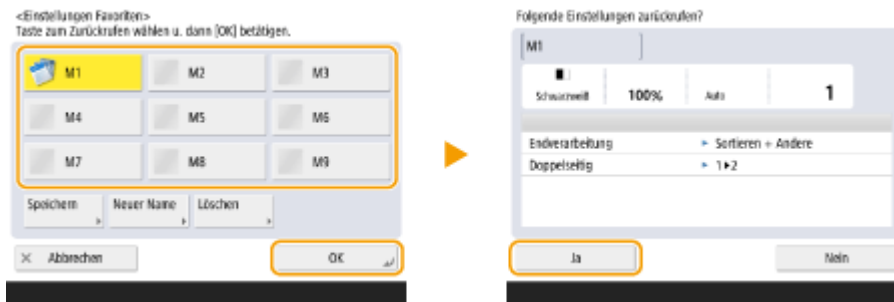 <Einstellungen Favoriten>
Taste zum Zurückrufen wählen u. dann [OK] betätigen.
M1 M2 M3
M4 M5 M6
M7 M8 M9
Speichern Neuer Name Löschen
× Abbrechen OK
Folgende Einstellungen zurückrufen?
M1
Schwarzweiß 100% Auto 1
Endverarbeitung ► Sortieren + Andere
Doppelseitig ► 1►2
Ja Nein